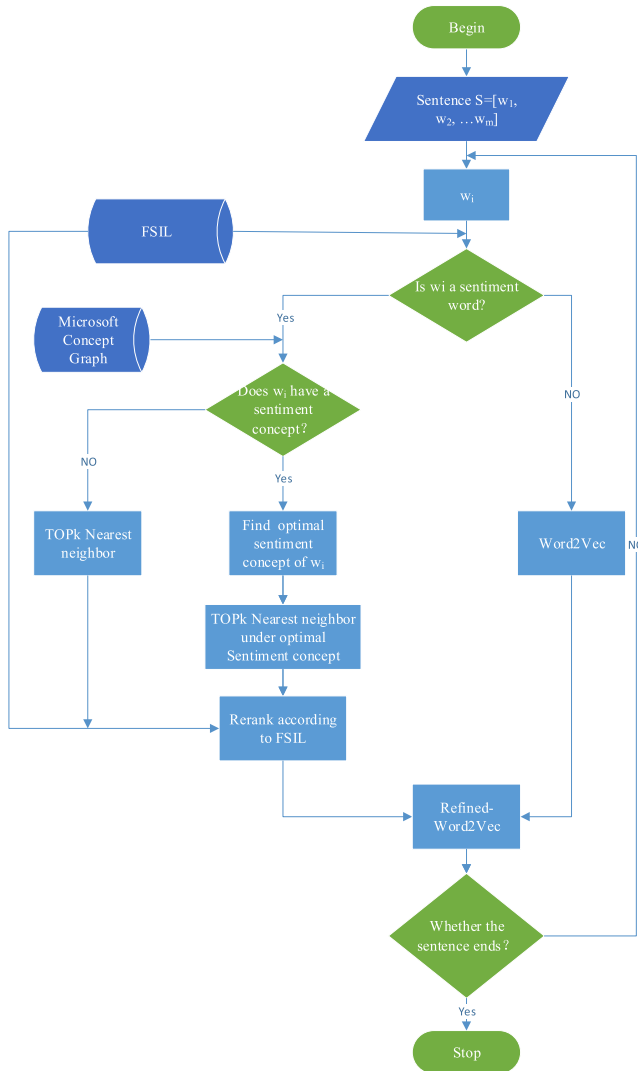 Begin
Sentence S=[w₁,
w₂, …wₘ]
wᵢ
FSIL
Is wi a sentiment
word?
Yes
Microsoft
Concept
Graph
Does wᵢ have a
sentiment
concept?
NO
NO
Yes
TOPk Nearest
neighbor
Find optimal
sentiment
concept of wᵢ
Word2Vec
NO
TOPk Nearest neighbor
under optimal
Sentiment concept
Rerank according
to FSIL
Refined-
Word2Vec
Whether the
sentence ends?
Yes
Stop